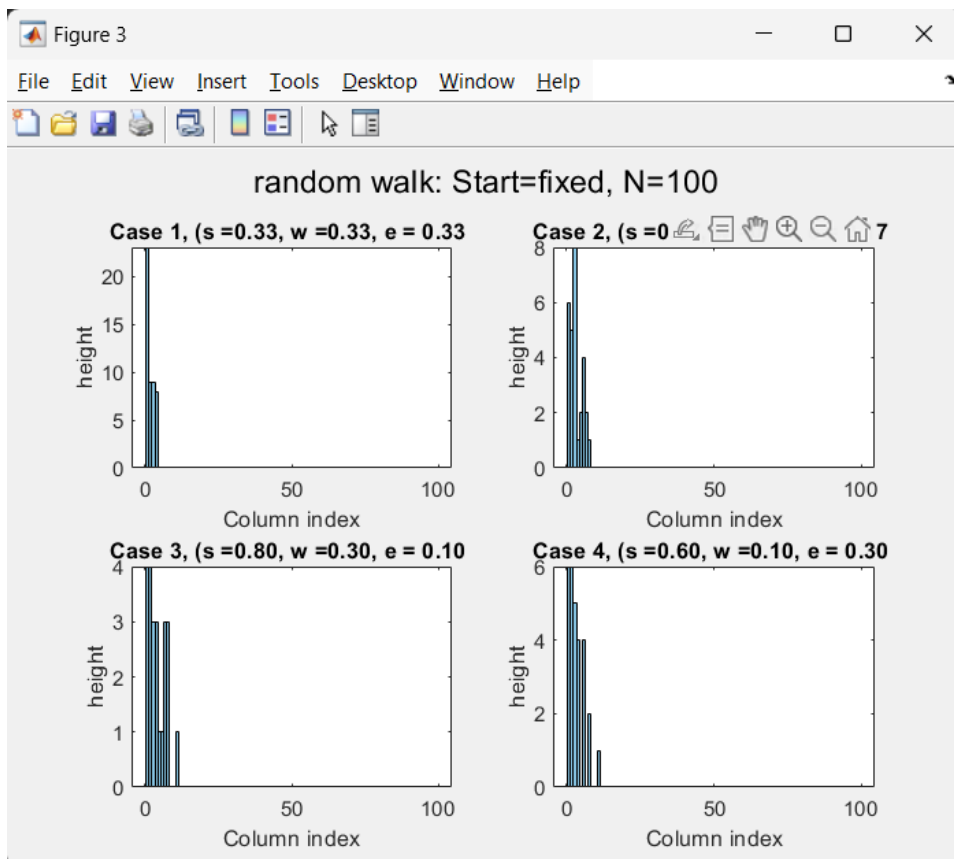 Figure 3
File Edit View Insert Tools Desktop Window Help
random walk: Start=fixed, N=100
Case 1, (s =0.33, w =0.33, e = 0.33
20
15
10
5
0
height
0 50 100
Column index
Case 2, (s =0 7
8
6
4
2
0
height
0 50 100
Column index
Case 3, (s =0.80, w =0.30, e = 0.10
4
3
2
1
0
height
0 50 100
Column index
Case 4, (s =0.60, w =0.10, e = 0.30
6
4
2
0
height
0 50 100
Column index